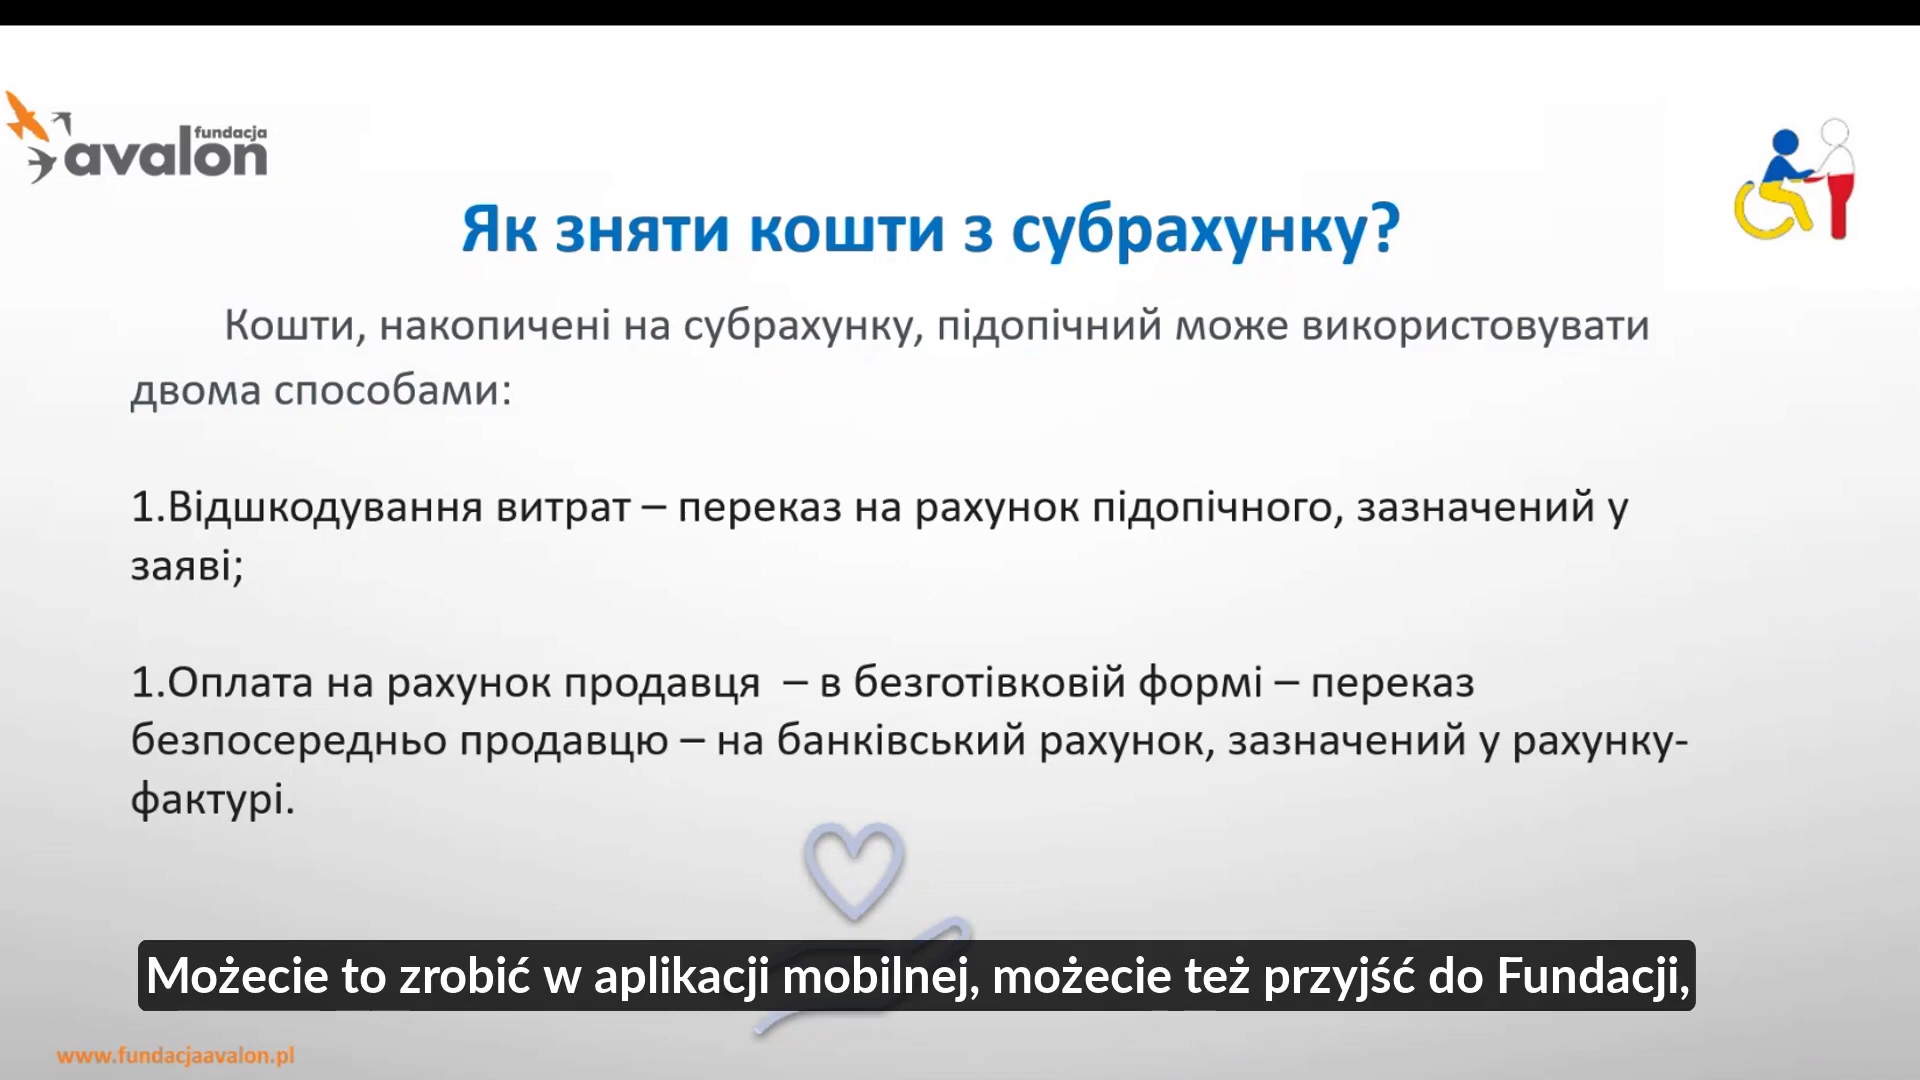 fundacja
avalon
Як зняти кошти з субрахунку?
Кошти, накопичені на субрахунку, підопічний може використовувати
двома способами:
1.Відшкодування витрат – переказ на рахунок підопічного, зазначений у
заяві;
1.Оплата на рахунок продавця – в безготівковій формі – переказ
безпосередньо продавцю – на банківський рахунок, зазначений у рахунку-
фактурі.
Możecie to zrobić w aplikacji mobilnej, możecie też przyjść do Fundacji,
www.fundacjaavalon.pl